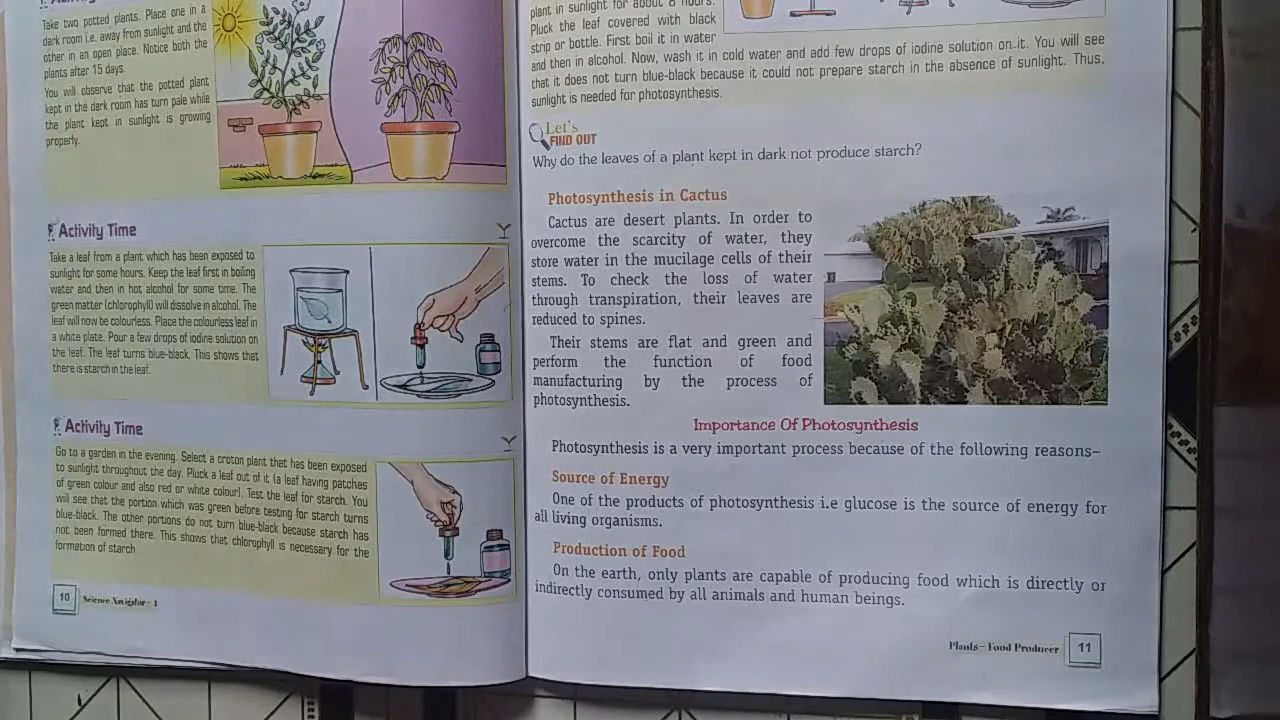 Take two potted plants. Place one in a
dark room i.e. away from sunlight and the
other in an open place. Notice both the
plants after 15 days.
You will observe that the potted plant
kept in the dark room has turn pale while
the plant kept in sunlight is growing
properly.
Activity Time
Take a leaf from a plant which has been exposed to
sunlight for some hours. Keep the leaf first in boiling
water and then in hot alcohol for some time. The
green matter (chlorophyll) will dissolve in alcohol. The
leaf will now be colourless. Place the colourless leaf in
a white plate. Pour a few drops of iodine solution on
the leaf. The leaf turns blue-black. This shows that
there is starch in the leaf.
Activity Time
Go to a garden in the evening. Select a croton plant that has been exposed
to sunlight throughout the day. Pluck a leaf out of it (a leaf having patches
of green colour and also red or white colour). Test the leaf for starch. You
will see that the portion which was green before testing for starch turns
blue-black. The other portions do not turn blue-black because starch has
not been formed there. This shows that chlorophyll is necessary for the
formation of starch
10 Science Navigator-
plant in sunlight for about 8 hours.
Pluck the leaf covered with black
strip or bottle. First boil it in water
and then in alcohol. Now, wash it in cold water and add few drops of iodine solution on it. You will see
that it does not turn blue-black because it could not prepare starch in the absence of sunlight. Thus,
sunlight is needed for photosynthesis.
Let's
FIND OUT
Why do the leaves of a plant kept in dark not produce starch?
Photosynthesis in Cactus
Cactus are desert plants. In order to
overcome the scarcity of water, they
store water in the mucilage cells of their
stems. To check the loss of water
through transpiration, their leaves are
reduced to spines.
Their stems are flat and green and
perform the function of food
manufacturing by the process of
photosynthesis.
Importance Of Photosynthesis
Photosynthesis is a very important process because of the following reasons–
Source of Energy
One of the products of photosynthesis i.e glucose is the source of energy for
all living organisms.
Production of Food
On the earth, only plants are capable of producing food which is directly or
indirectly consumed by all animals and human beings.
Plants–Food Producer 11